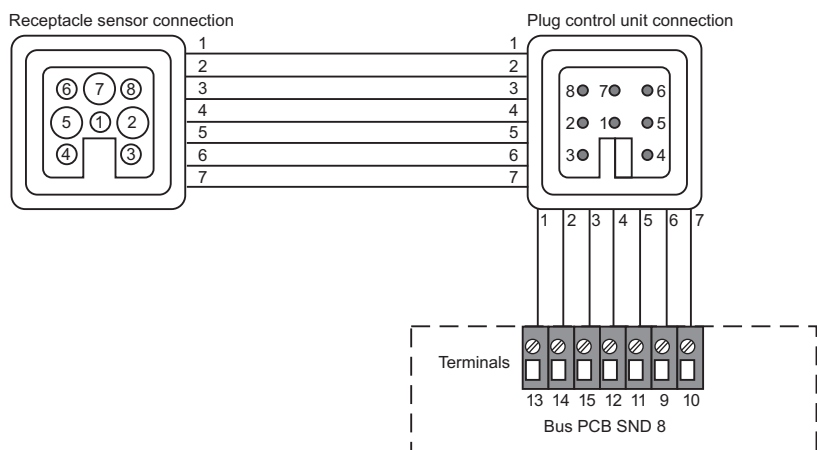 Receptacle sensor connection
Plug control unit connection
1 1
2 2
3 3
4 4
5 5
6 6
7 7
6 7 8
5 1 2
4 3
8 7 6
2 1 5
3 4
1 2 3 4 5 6 7
Terminals
13 14 15 12 11 9 10
Bus PCB SND 8